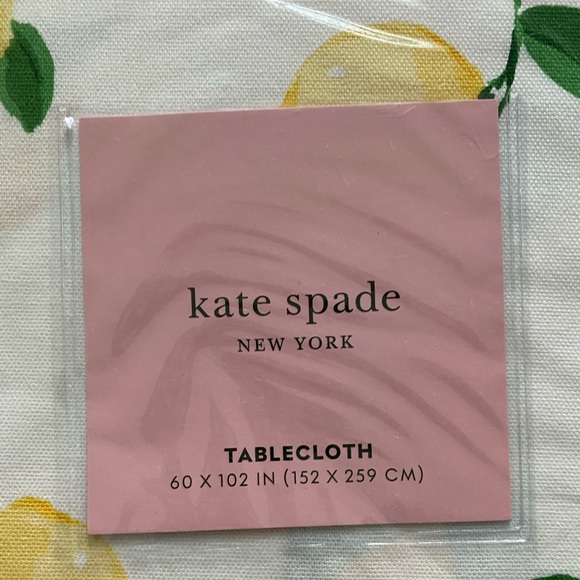 kate spade
NEW YORK
TABLECLOTH
60 X 102 IN (152 X 259 CM)